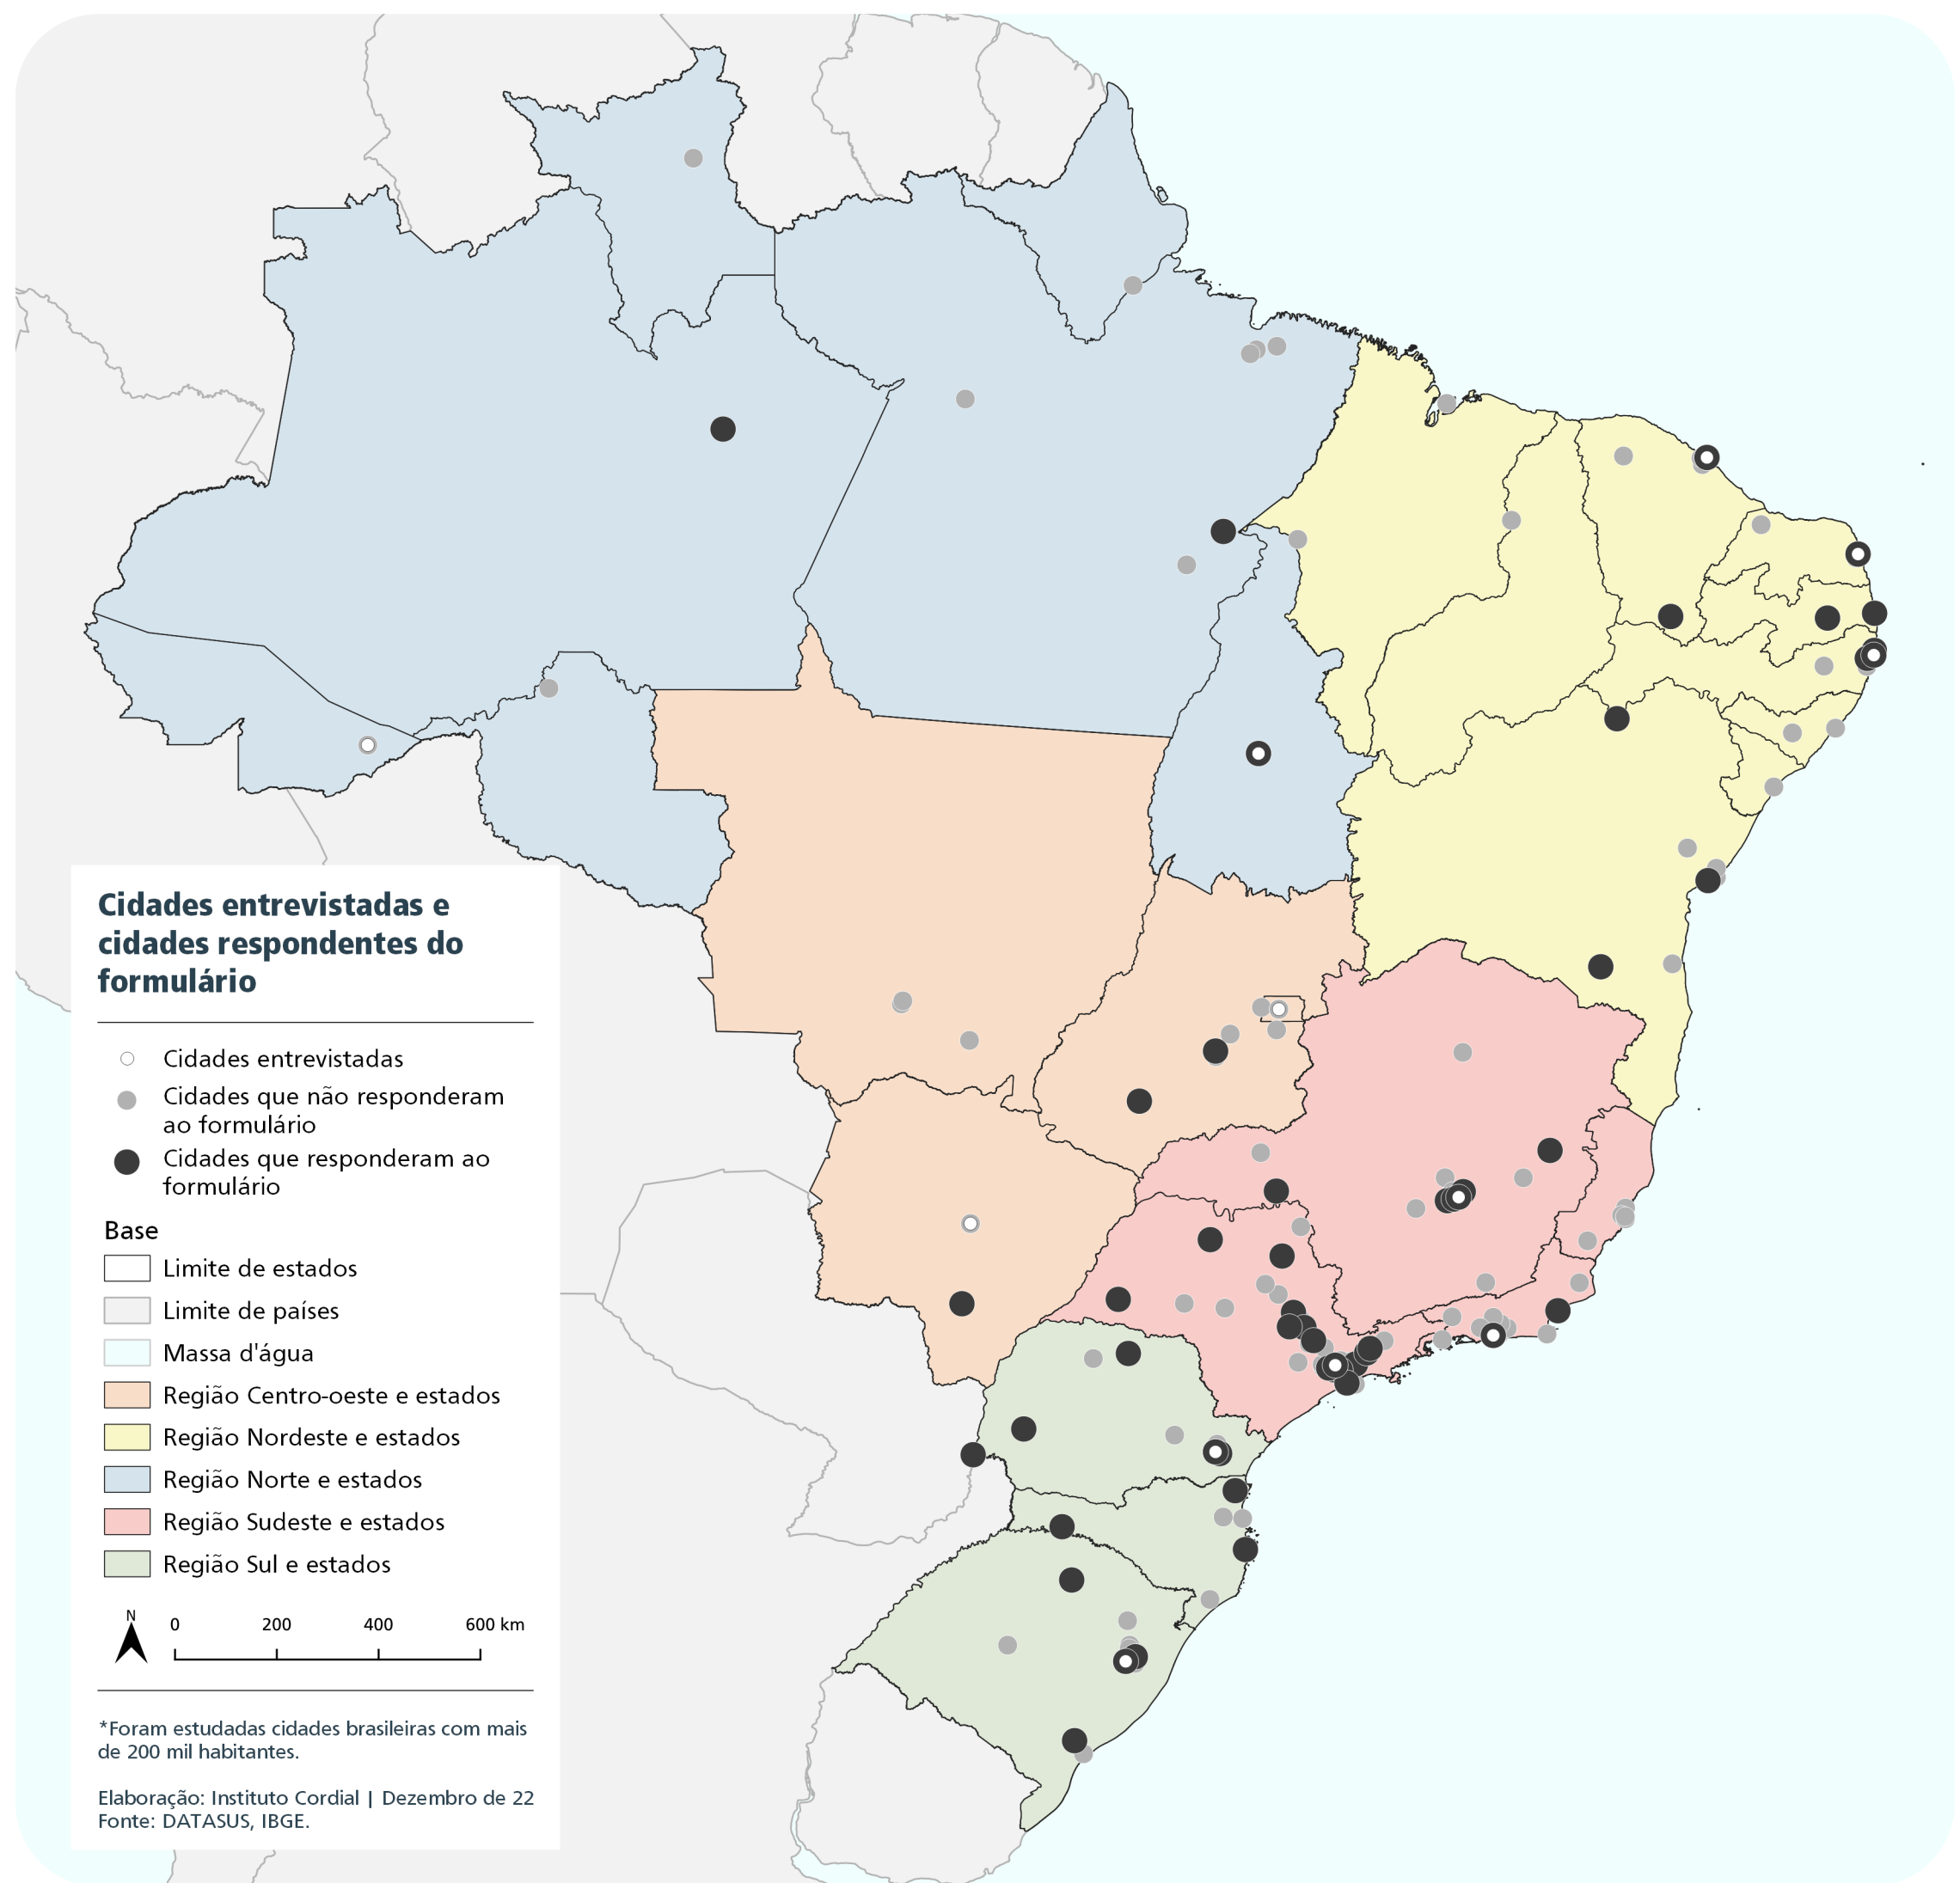 Cidades entrevistadas e
cidades respondentes do
formulário
Cidades entrevistadas
Cidades que não responderam
ao formulário
Cidades que responderam ao
formulário
Base
Limite de estados
Limite de países
Massa d'água
Região Centro-oeste e estados
Região Nordeste e estados
Região Norte e estados
Região Sudeste e estados
Região Sul e estados
N
0 200 400 600 km
*Foram estudadas cidades brasileiras com mais
de 200 mil habitantes.
Elaboração: Instituto Cordial | Dezembro de 22
Fonte: DATASUS, IBGE.